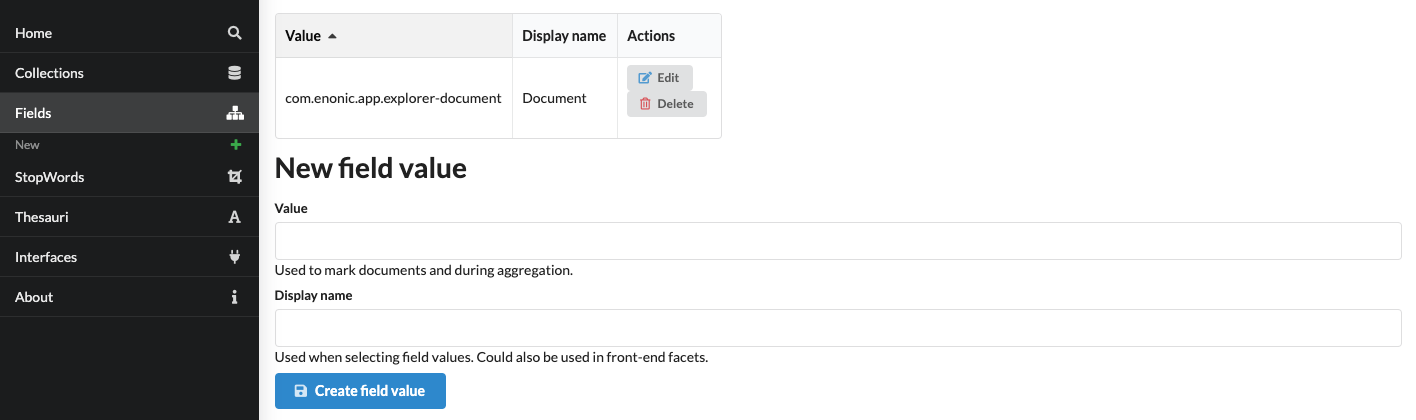 Home
Collections
Fields
New
StopWords
Thesauri
Interfaces
About
Value Display name Actions
com.enonic.app.explorer-document Document Edit
Delete
New field value
Value
Used to mark documents and during aggregation.
Display name
Used when selecting field values. Could also be used in front-end facets.
Create field value